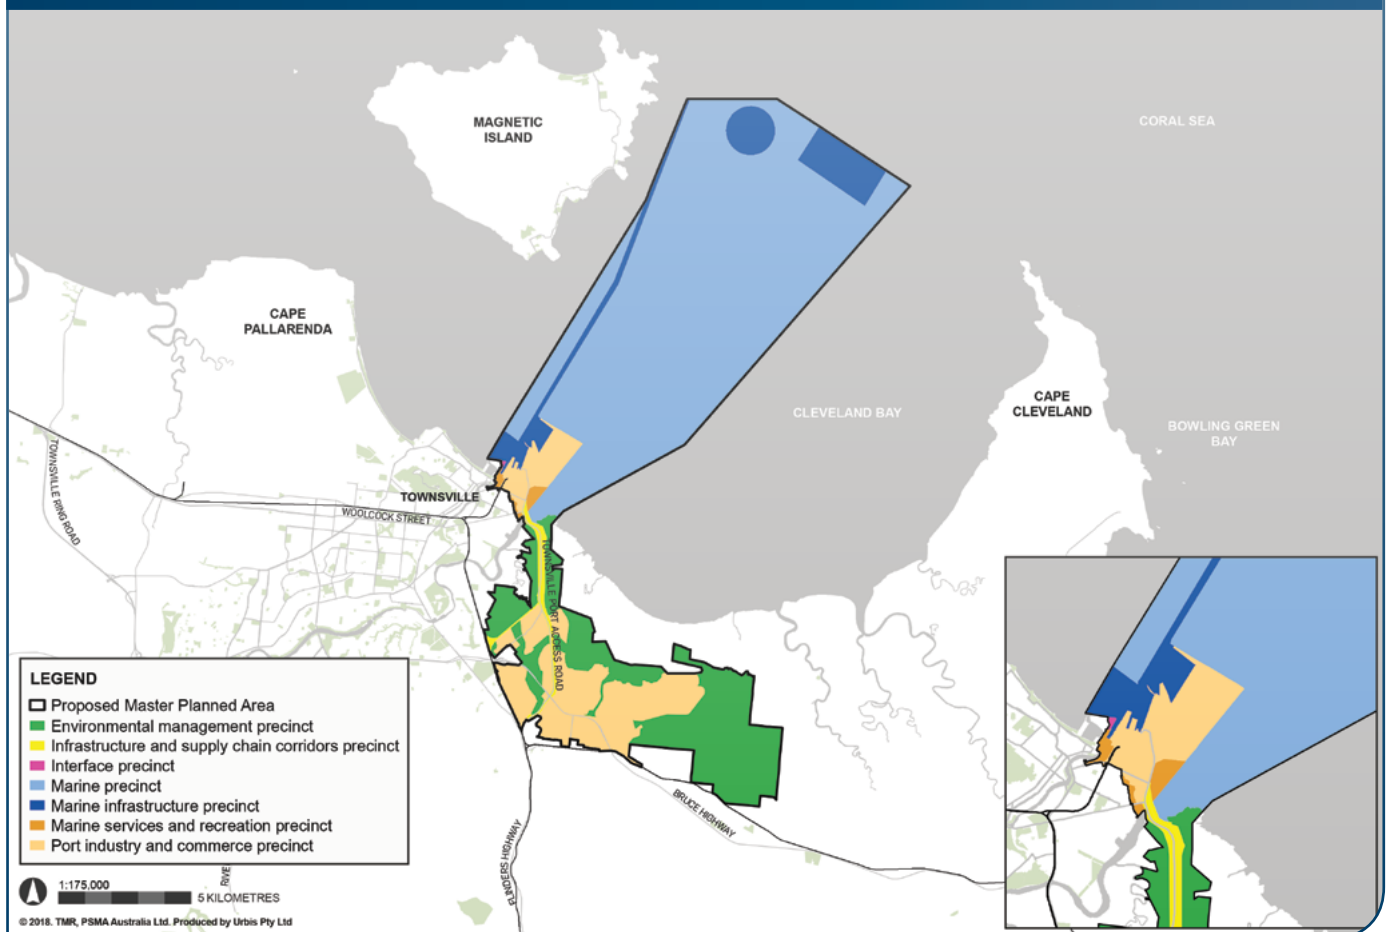 MAGNETIC
ISLAND
CORAL SEA
CAPE
PALLARENDA
CAPE
CLEVELAND
CLEVELAND BAY
BOWLING GREEN
BAY
TOWNSVILLE RING ROAD
TOWNSVILLE
WOOLCOCK STREET
TOWNSVILLE PORT ACCESS ROAD
BRUCE HIGHWAY
FLINDERS HIGHWAY
LEGEND
Proposed Master Planned Area
Environmental management precinct
Infrastructure and supply chain corridors precinct
Interface precinct
Marine precinct
Marine infrastructure precinct
Marine services and recreation precinct
Port industry and commerce precinct
RIVE
1:175,000
5 KILOMETRES
© 2018. TMR, PSMA Australia Ltd. Produced by Urbis Pty Ltd